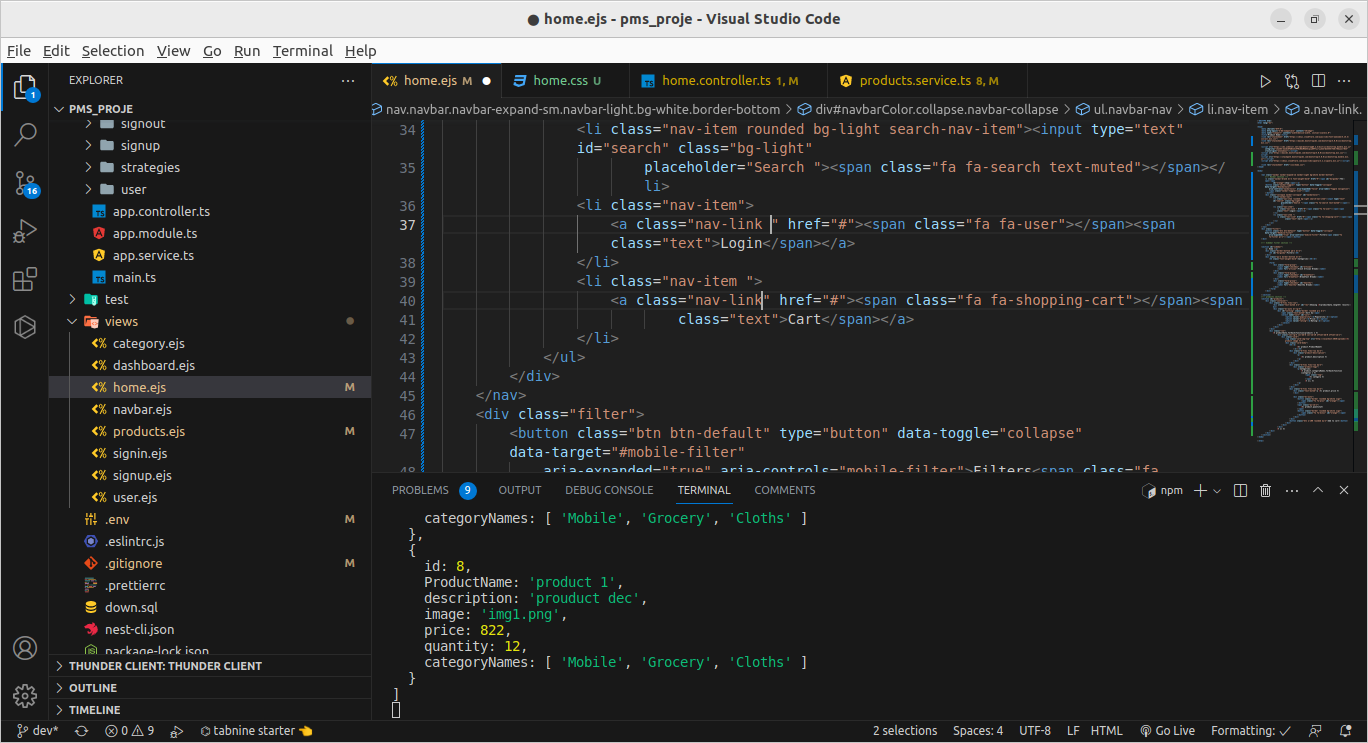 ● home.ejs - pms_proje - Visual Studio Code
File Edit Selection View Go Run Terminal Help
EXPLORER
PMS_PROJE
signout
signup
strategies
user
app.controller.ts
app.module.ts
app.service.ts
main.ts
test
views
category.ejs
dashboard.ejs
home.ejs M
navbar.ejs
products.ejs M
signin.ejs
signup.ejs
user.ejs
.env M
.eslintrc.js
.gitignore M
.prettierrc
down.sql
nest-cli.json
package-lock.json
THUNDER CLIENT: THUNDER CLIENT
OUTLINE
TIMELINE
1
16
home.ejs M ●
home.css U
home.controller.ts 1, M
products.service.ts 8, M
nav.navbar.navbar-expand-sm.navbar-light.bg-white.border-bottom > div#navbarColor.collapse.navbar-collapse > ul.navbar-nav > li.nav-item > a.nav-link.
34 <li class="nav-item rounded bg-light search-nav-item"><input type="text"
id="search" class="bg-light"
35 placeholder="Search "><span class="fa fa-search text-muted"></span></
li>
36 <li class="nav-item">
37 <a class="nav-link " href="#"><span class="fa fa-user"></span><span
class="text">Login</span></a>
38 </li>
39 <li class="nav-item ">
40 <a class="nav-link" href="#"><span class="fa fa-shopping-cart"></span><span
41 class="text">Cart</span></a>
42 </li>
43 </ul>
44 </div>
45 </nav>
46 <div class="filter">
47 <button class="btn btn-default" type="button" data-toggle="collapse"
data-target="#mobile-filter"
48 aria-expanded="true" aria-controls="mobile-filter">Filters<span class="fa
PROBLEMS 9 OUTPUT DEBUG CONSOLE TERMINAL COMMENTS
npm
categoryNames: [ 'Mobile', 'Grocery', 'Cloths' ]
},
{
id: 8,
ProductName: 'product 1',
description: 'prouduct dec',
image: 'img1.png',
price: 822,
quantity: 12,
categoryNames: [ 'Mobile', 'Grocery', 'Cloths' ]
}
]
dev* 0 9 tabnine starter 👈 2 selections Spaces: 4 UTF-8 LF HTML Go Live Formatting: ✓